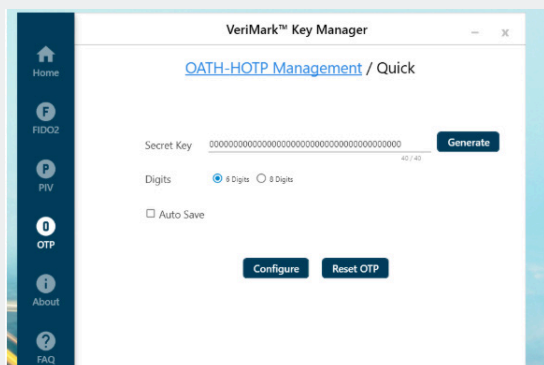 VeriMark™ Key Manager
Home
FIDO2
PIV
OTP
About
FAQ
OATH-HOTP Management / Quick
Secret Key 0000000000000000000000000000000000000000 Generate
40 / 40
Digits 6 Digits 8 Digits
Auto Save
Configure Reset OTP